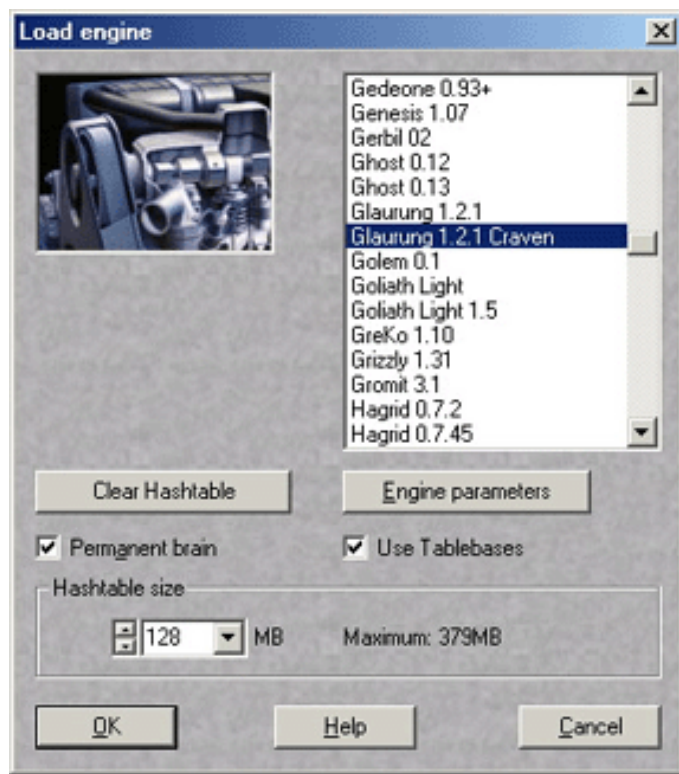 Load engine
Gedeone 0.93+
Genesis 1.07
Gerbil 02
Ghost 0.12
Ghost 0.13
Glaurung 1.2.1
Glaurung 1.2.1 Craven
Golem 0.1
Goliath Light
Goliath Light 1.5
GreKo 1.10
Grizzly 1.31
Gromit 3.1
Hagrid 0.7.2
Hagrid 0.7.45
Clear Hashtable
Engine parameters
Permanent brain
Use Tablebases
Hashtable size
128 MB Maximum: 379MB
OK Help Cancel